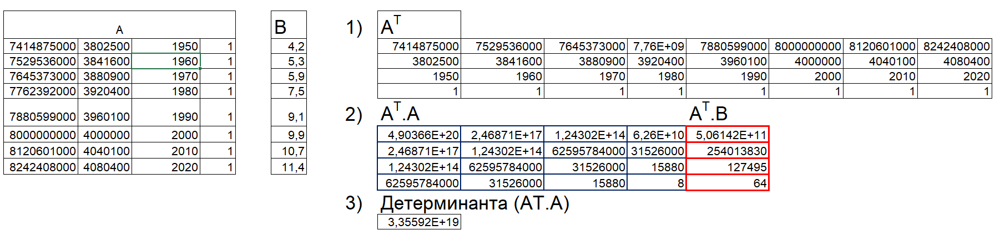 A B 1) Aᵀ
7414875000 3802500 1950 1 4,2 7414875000 7529536000 7645373000 7,76E+09 7880599000 8000000000 8120601000 8242408000
7529536000 3841600 1960 1 5,3 3802500 3841600 3880900 3920400 3960100 4000000 4040100 4080400
7645373000 3880900 1970 1 5,9 1950 1960 1970 1980 1990 2000 2010 2020
7762392000 3920400 1980 1 7,5 1 1 1 1 1 1 1 1
7880599000 3960100 1990 1 9,1 2) Aᵀ.A Aᵀ.B
8000000000 4000000 2000 1 9,9 4,90366E+20 2,46871E+17 1,24302E+14 6,26E+10 5,06142E+11
8120601000 4040100 2010 1 10,7 2,46871E+17 1,24302E+14 62595784000 31526000 254013830
8242408000 4080400 2020 1 11,4 1,24302E+14 62595784000 31526000 15880 127495
62595784000 31526000 15880 8 64
3) Детерминанта (AT.A)
3,35592E+19